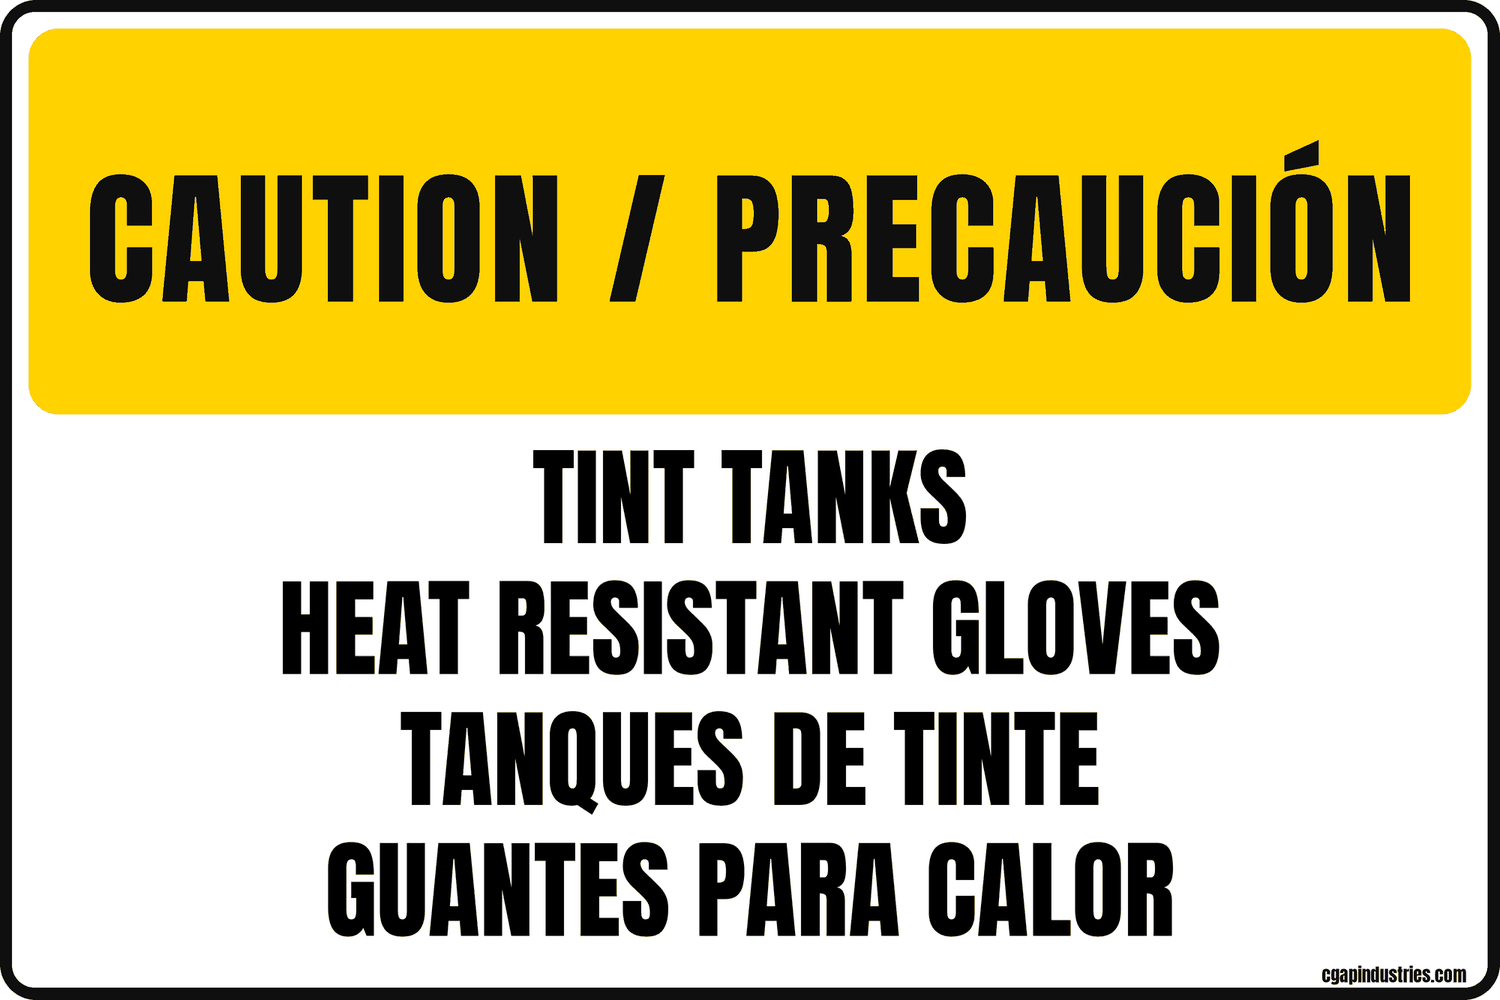 CAUTION / PRECAUCIÓN
TINT TANKS
HEAT RESISTANT GLOVES
TANQUES DE TINTE
GUANTES PARA CALOR
cgapindustries.com